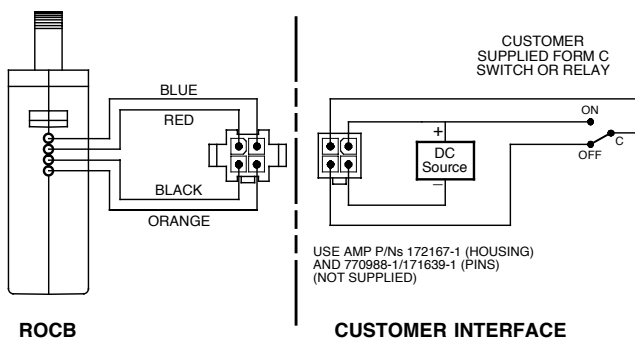 CUSTOMER
SUPPLIED FORM C
SWITCH OR RELAY
BLUE
RED
BLACK
ORANGE
ON
C
OFF
+
DC
Source
–
USE AMP P/Ns 172167-1 (HOUSING)
AND 770988-1/171639-1 (PINS)
(NOT SUPPLIED)
ROCB
CUSTOMER INTERFACE